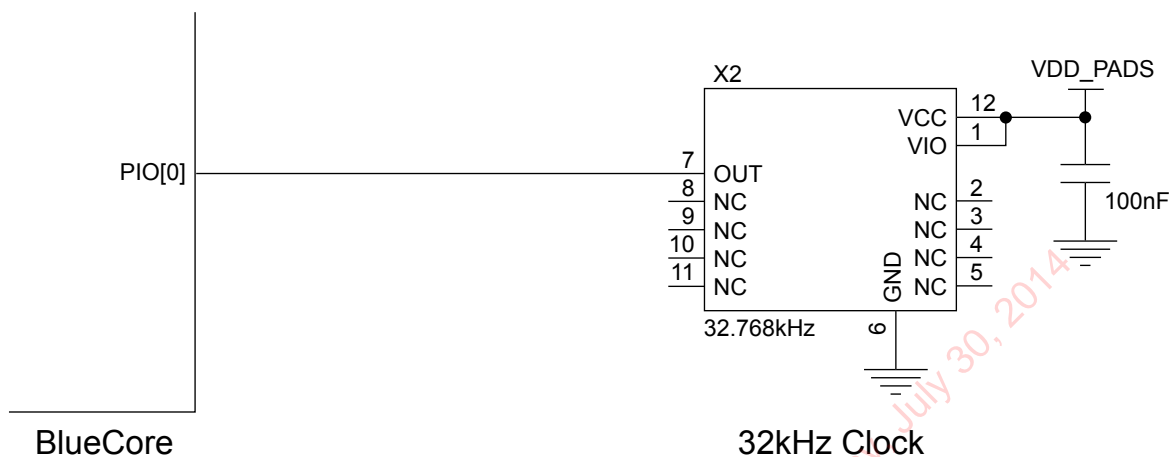 X2
VDD_PADS
VCC 12
VIO 1
PIO[0]
7 OUT
8 NC
9 NC
10 NC
11 NC
NC 2
NC 3
NC 4
NC 5
100nF
GND
6
32.768kHz
July 30, 2014
BlueCore
32kHz Clock